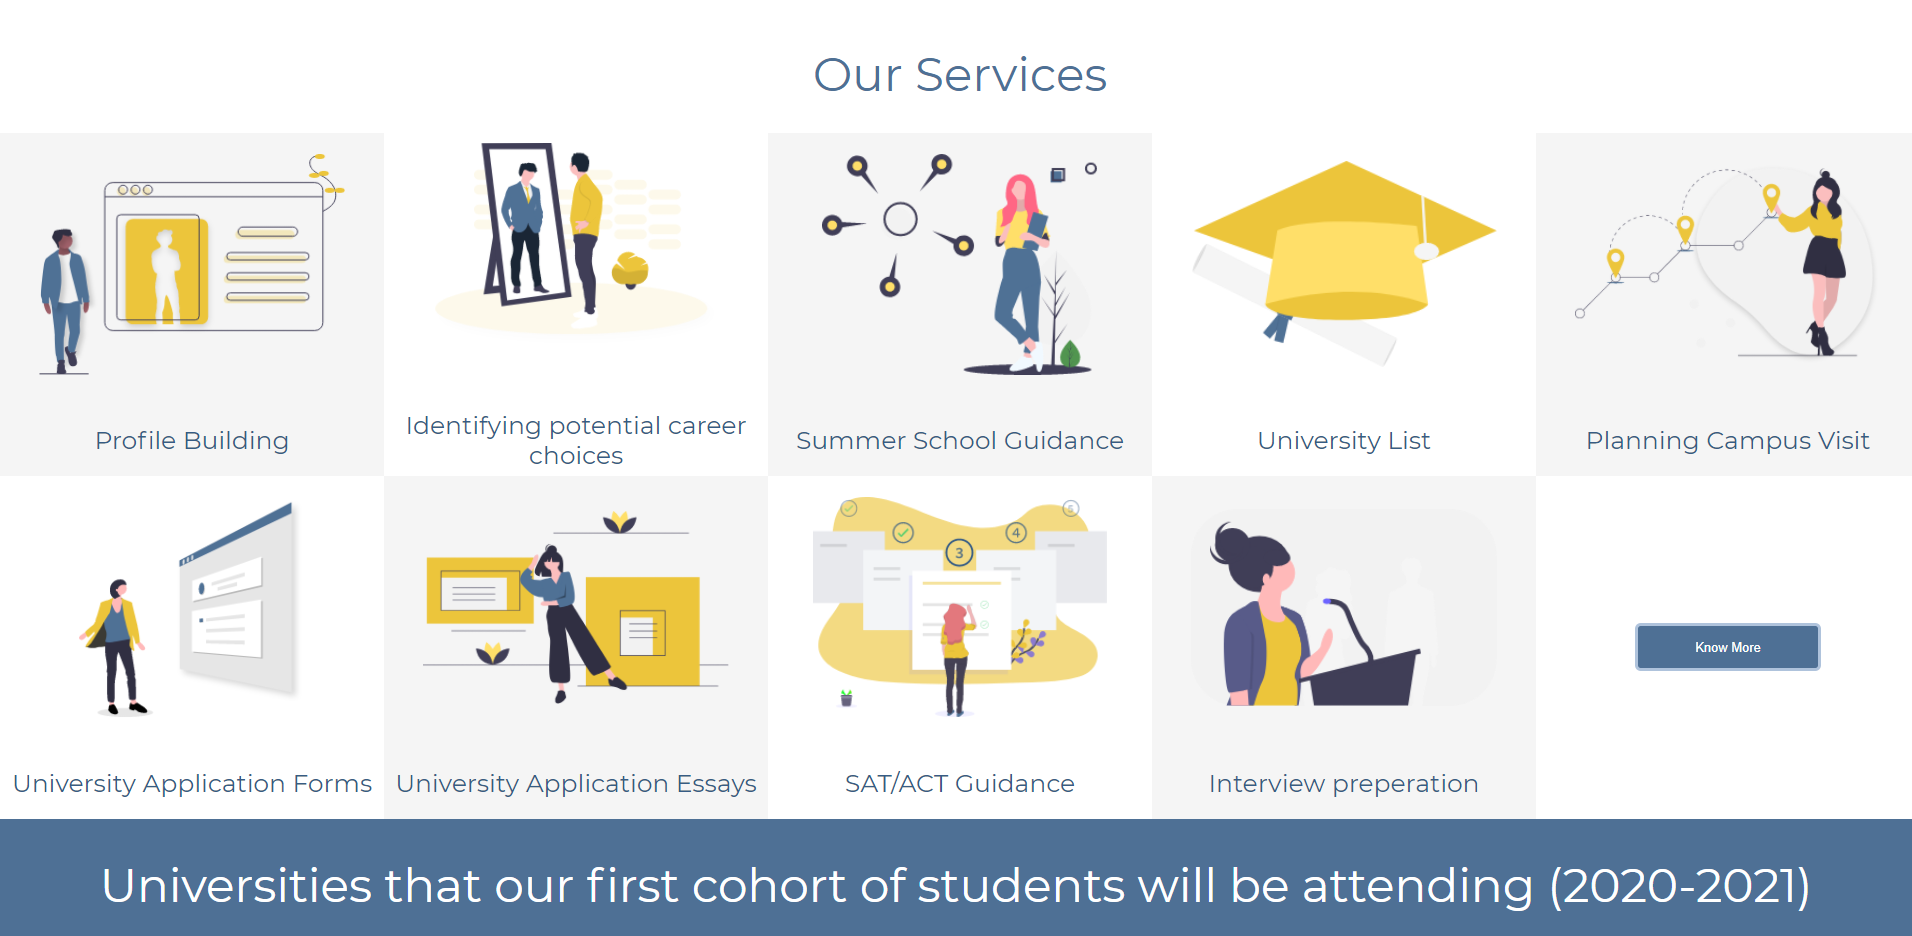 Our Services
Profile Building
Identifying potential career
choices
Summer School Guidance
University List
Planning Campus Visit
University Application Forms
University Application Essays
3
4
5
SAT/ACT Guidance
Interview preperation
Know More
Universities that our first cohort of students will be attending (2020-2021)